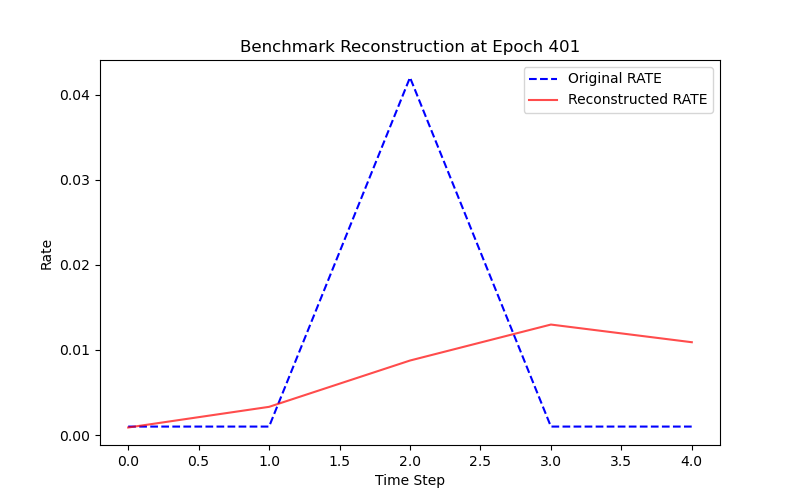 Benchmark Reconstruction at Epoch 401
Original RATE
Reconstructed RATE
Rate
0.04
0.03
0.02
0.01
0.00
0.0 0.5 1.0 1.5 2.0 2.5 3.0 3.5 4.0
Time Step